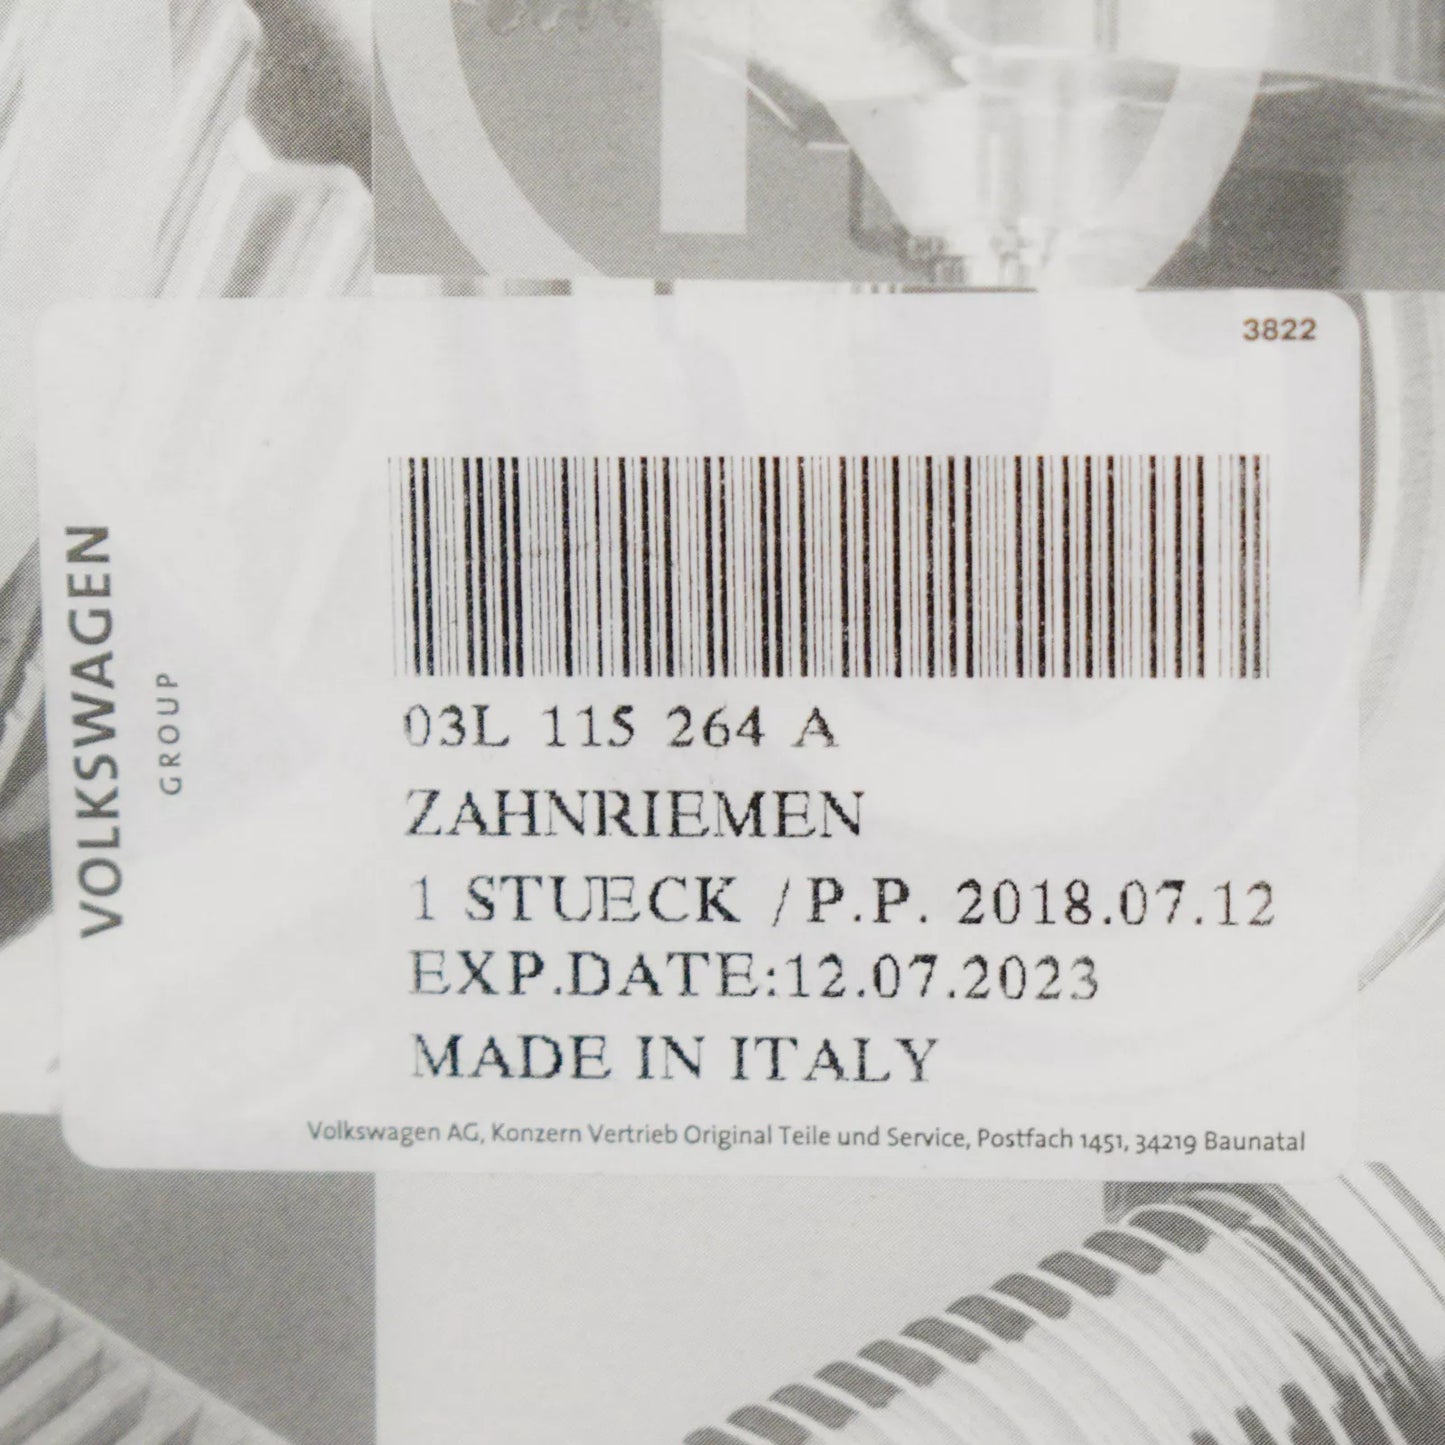 3822
VOLKSWAGEN
GROUP
03L 115 264 A
ZAHNRIEMEN
1 STUECK / P.P. 2018.07.12
EXP.DATE:12.07.2023
MADE IN ITALY
Volkswagen AG, Konzern Vertrieb Original Teile und Service, Postfach 1451, 34219 Baunatal